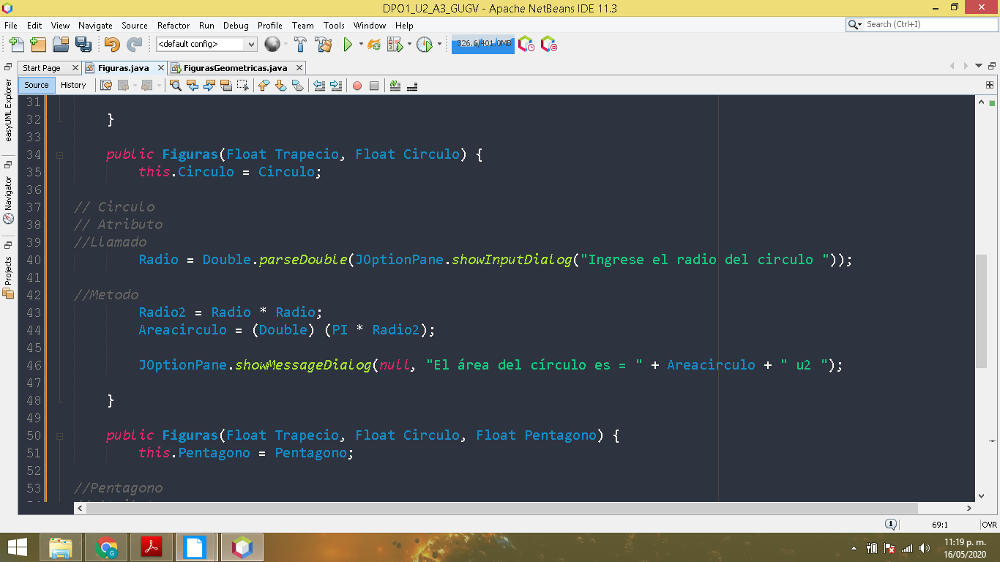 DPO1_U2_A3_GUGV - Apache NetBeans IDE 11.3
File Edit View Navigate Source Refactor Run Debug Profile Team Tools Window Help
Search (Ctrl+I)
<default config>
326.6/401.0MB
Start Page Figuras.java FigurasGeometricas.java
Source History
easyUML Explorer
Navigator
Projects
31
32 }
33
34 public Figuras(Float Trapecio, Float Circulo) {
35 this.Circulo = Circulo;
36
37 // Circulo
38 // Atributo
39 //Llamado
40 Radio = Double.parseDouble(JOptionPane.showInputDialog("Ingrese el radio del circulo "));
41
42 //Metodo
43 Radio2 = Radio * Radio;
44 Areacirculo = (Double) (PI * Radio2);
45
46 JOptionPane.showMessageDialog(null, "El área del círculo es = " + Areacirculo + " u2 ");
47
48 }
49
50 public Figuras(Float Trapecio, Float Circulo, Float Pentagono) {
51 this.Pentagono = Pentagono;
52
53 //Pentagono
1
69:1
OVR
11:19 p. m.
16/05/2020